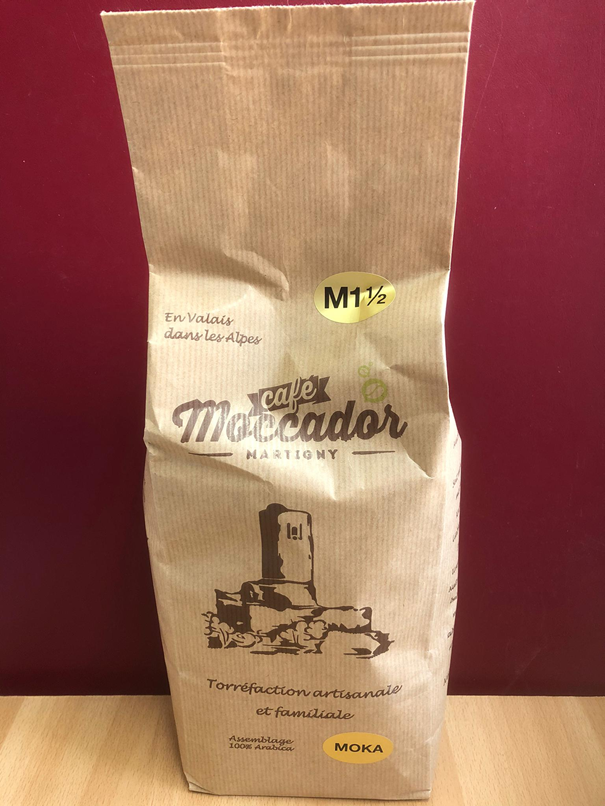 M1½
En Valais
dans les Alpes
café
Moccador
MARTIGNY
Torréfaction artisanale
et familiale
Assemblage
100% Arabica
MOKA